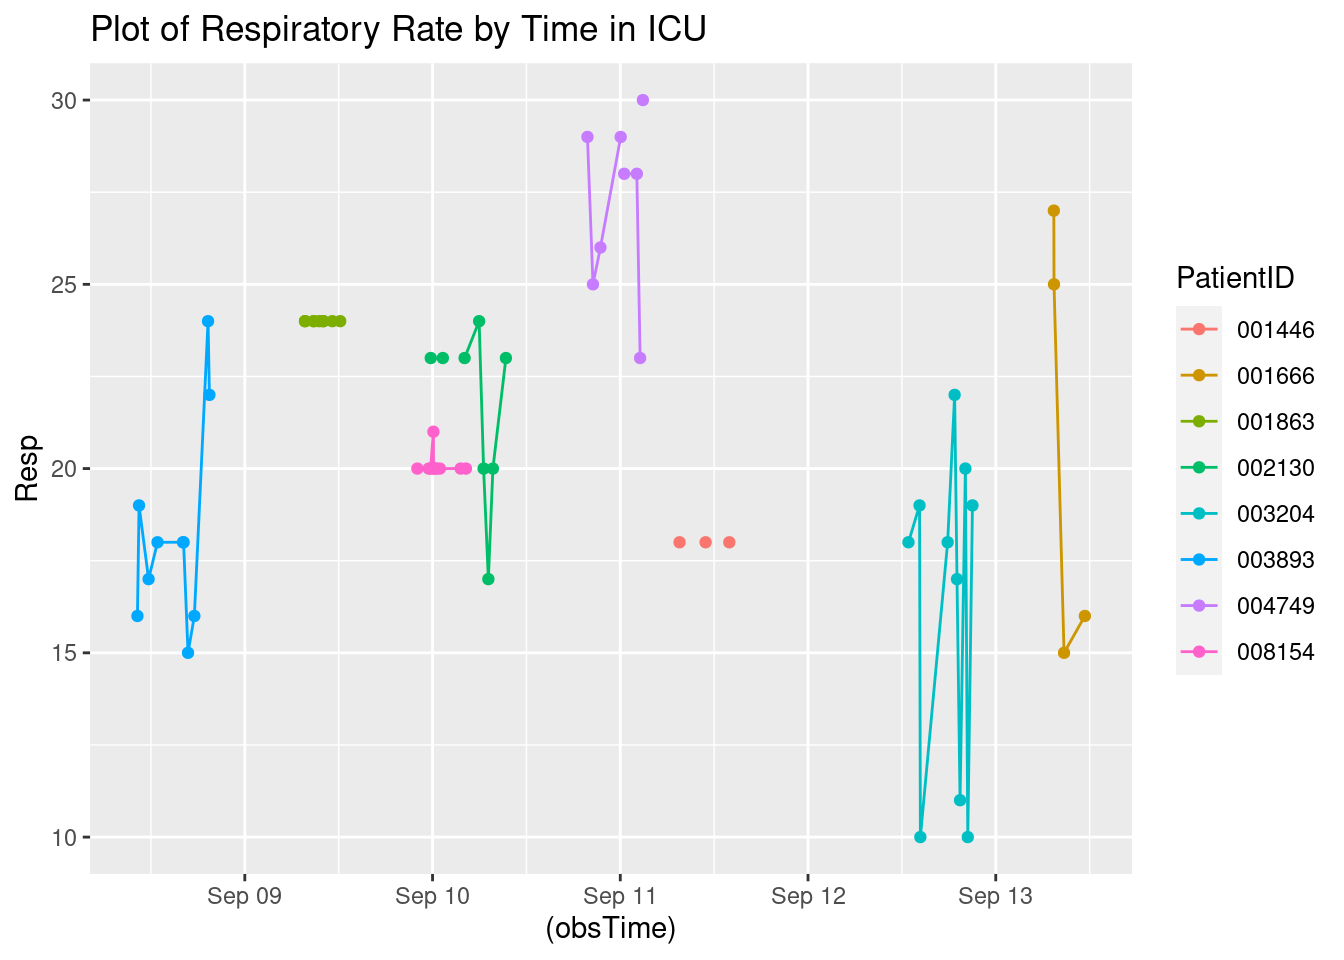 Plot of Respiratory Rate by Time in ICU
30
25
20
15
10
Resp
Sep 09
Sep 10
Sep 11
Sep 12
Sep 13
(obsTime)
PatientID
001446
001666
001863
002130
003204
003893
004749
008154